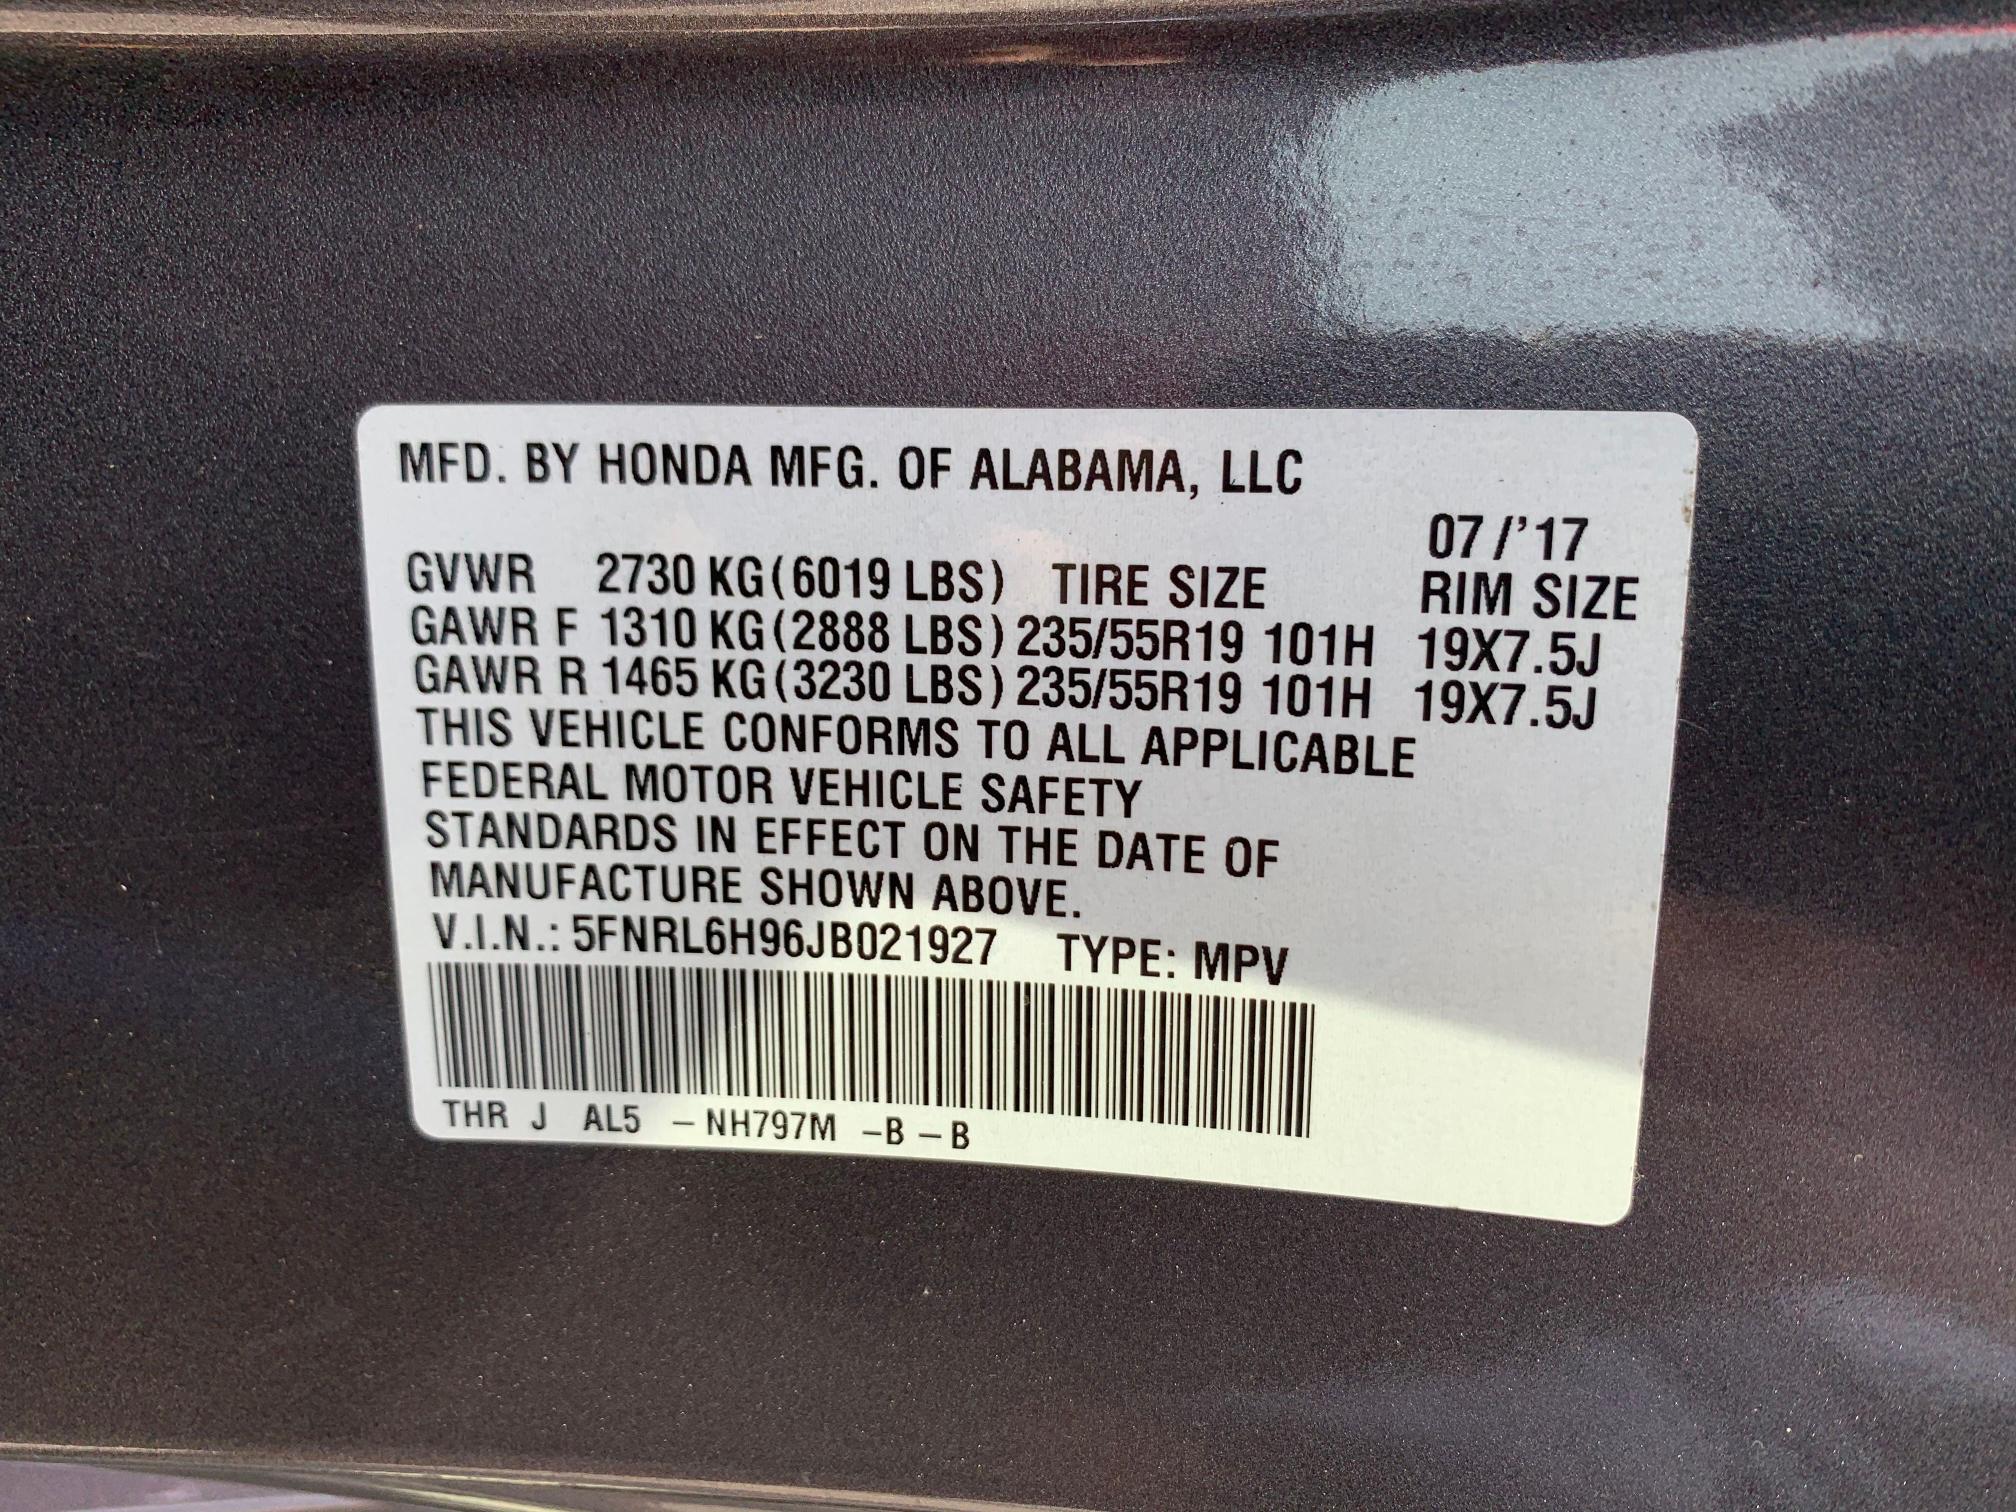 MFD. BY HONDA MFG. OF ALABAMA, LLC
07/'17
GVWR 2730 KG(6019 LBS) TIRE SIZE RIM SIZE
GAWR F 1310 KG(2888 LBS) 235/55R19 101H 19X7.5J
GAWR R 1465 KG(3230 LBS) 235/55R19 101H 19X7.5J
THIS VEHICLE CONFORMS TO ALL APPLICABLE
FEDERAL MOTOR VEHICLE SAFETY
STANDARDS IN EFFECT ON THE DATE OF
MANUFACTURE SHOWN ABOVE.
V.I.N.: 5FNRL6H96JB021927 TYPE: MPV
THR J AL5 – NH797M –B – B